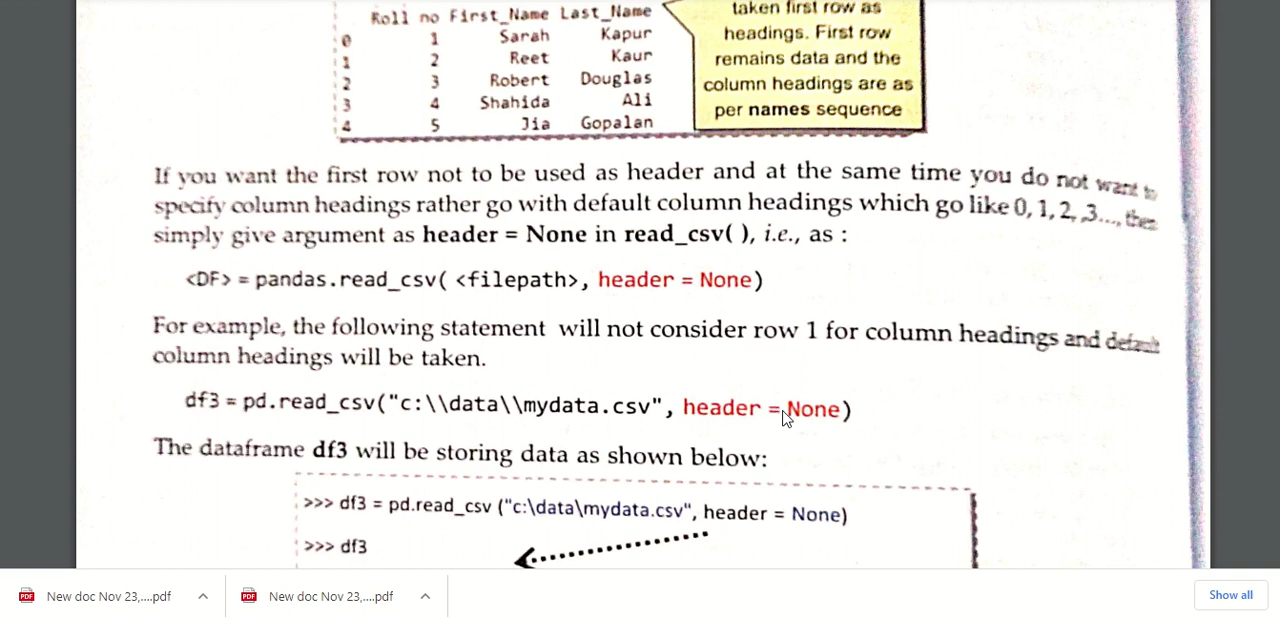 taken first row as
Roll no First_Name Last_Name
headings. First row
0 1 Sarah Kapur
remains data and the
1 2 Reet Kaur
column headings are as
2 3 Robert Douglas
per names sequence
3 4 Shahida Ali
4 5 Jia Gopalan
If you want the first row not to be used as header and at the same time you do not want to
specify column headings rather go with default column headings which go like 0, 1, 2, 3..., then
simply give argument as header = None in read_csv( ), i.e., as :
<DF> = pandas.read_csv( <filepath>, header = None)
For example, the following statement will not consider row 1 for column headings and default
column headings will be taken.
df3 = pd.read_csv("c:\\data\\mydata.csv", header = None)
The dataframe df3 will be storing data as shown below:
>>> df3 = pd.read_csv ("c:\data\mydata.csv", header = None)
>>> df3
New doc Nov 23,....pdf
New doc Nov 23,....pdf
Show all